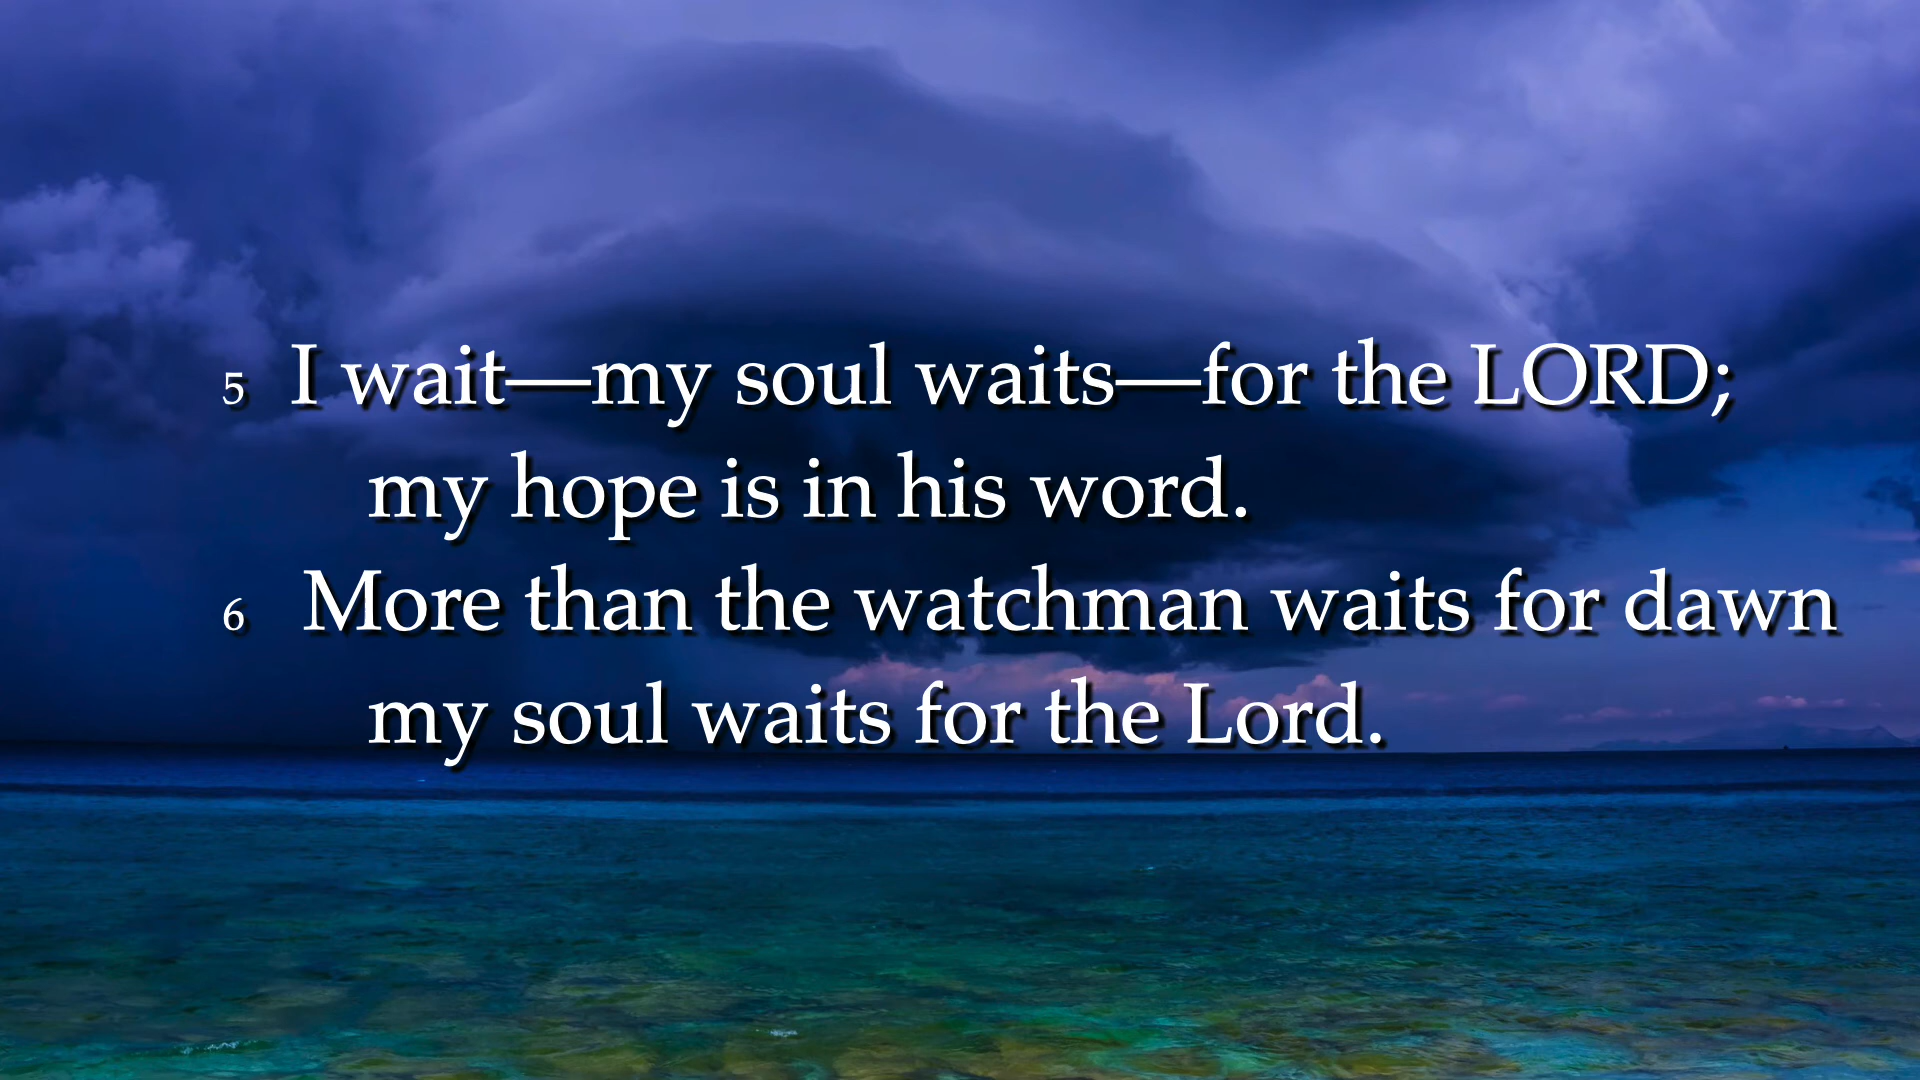 5 I wait—my soul waits—for the LORD;
my hope is in his word.
6 More than the watchman waits for dawn
my soul waits for the Lord.